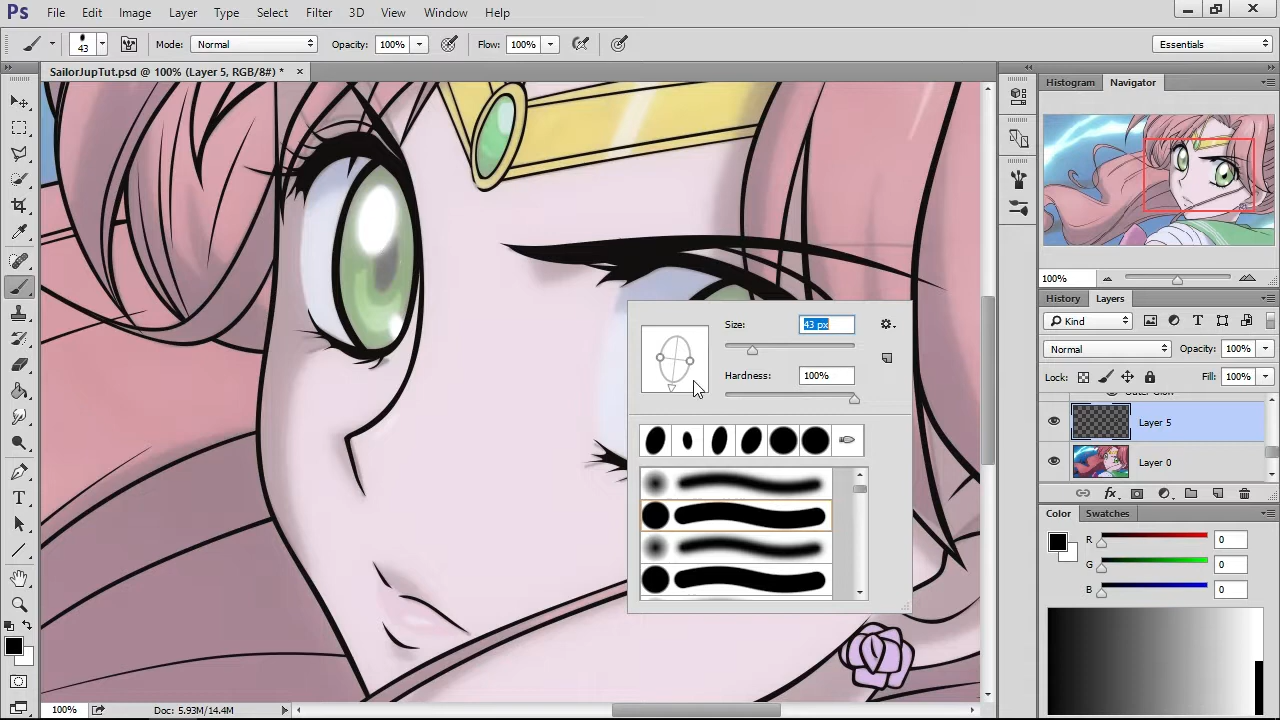 Ps File Edit Image Layer Type Select Filter 3D View Window Help
43 Mode: Normal Opacity: 100% Flow: 100% Essentials
SailorJupTut.psd @ 100% (Layer 5, RGB/8#) * ×
Histogram Navigator
100%
History Layers
Kind
Normal Opacity: 100%
Lock: Fill: 100%
Outer Glow
Layer 5
Layer 0
fx
Color Swatches
R 0
G 0
B 0
Size: 43 px
Hardness: 100%
100% Doc: 5.93M/14.4M